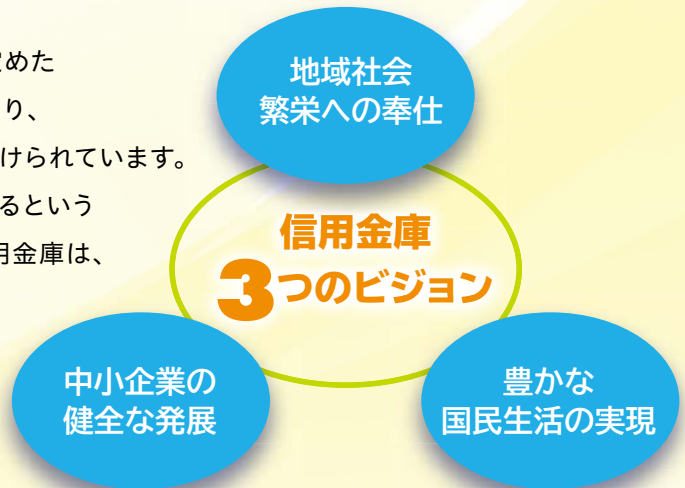 定めた
り、
けられています。
るという
用金庫は、
地域社会
繁栄への奉仕
信用金庫
3つのビジョン
中小企業の
健全な発展
豊かな
国民生活の実現